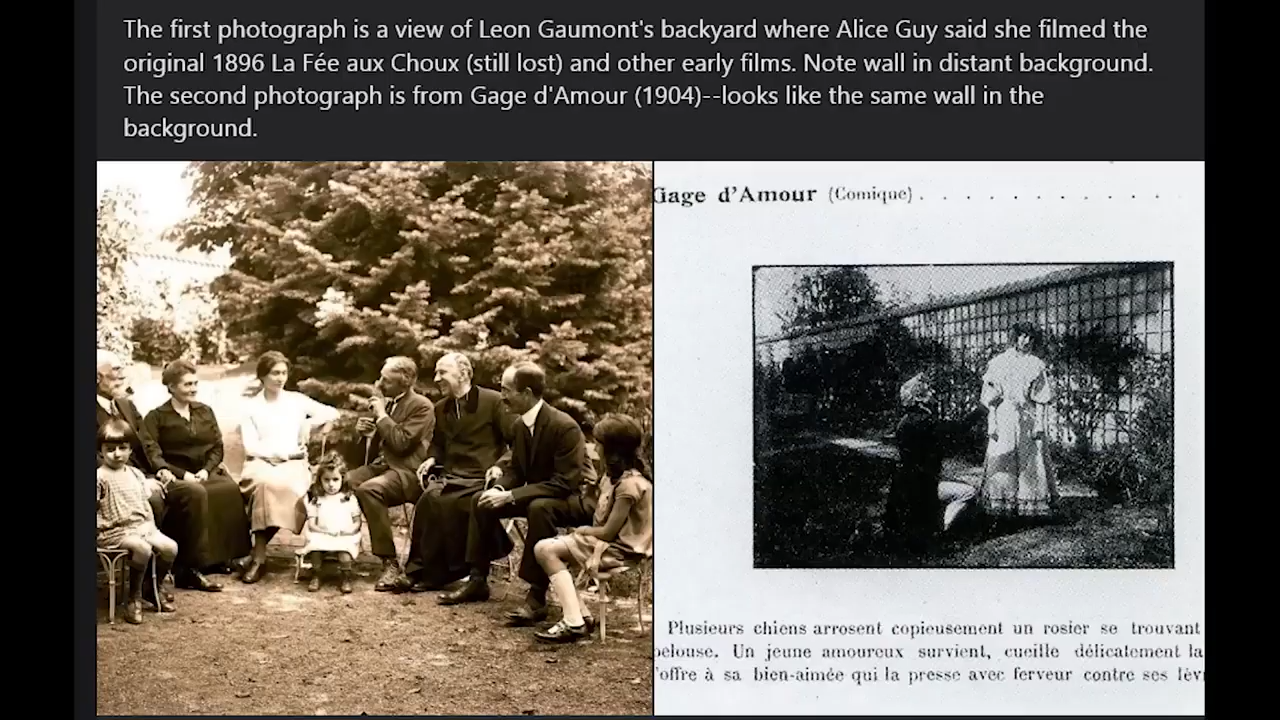 The first photograph is a view of Leon Gaumont's backyard where Alice Guy said she filmed the
original 1896 La Fée aux Choux (still lost) and other early films. Note wall in distant background.
The second photograph is from Gage d'Amour (1904)--looks like the same wall in the
background.
Gage d'Amour (Comique) . . . . . . . . . . .
Plusieurs chiens arrosent copieusement un rosier se trouvant
pelouse. Un jeune amoureux survient, cueille délicatement la
l'offre à sa bien-aimée qui la presse avec ferveur contre ses lèv